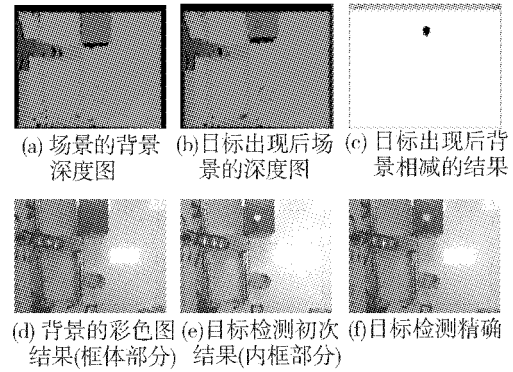 (a) 场景的背景 (b)目标出现后场 (c) 目标出现后背
深度图 景的深度图 景相减的结果
(d) 背景的彩色图 (e)目标检测初次 (f)目标检测精确
结果(框体部分) 结果(内框部分)